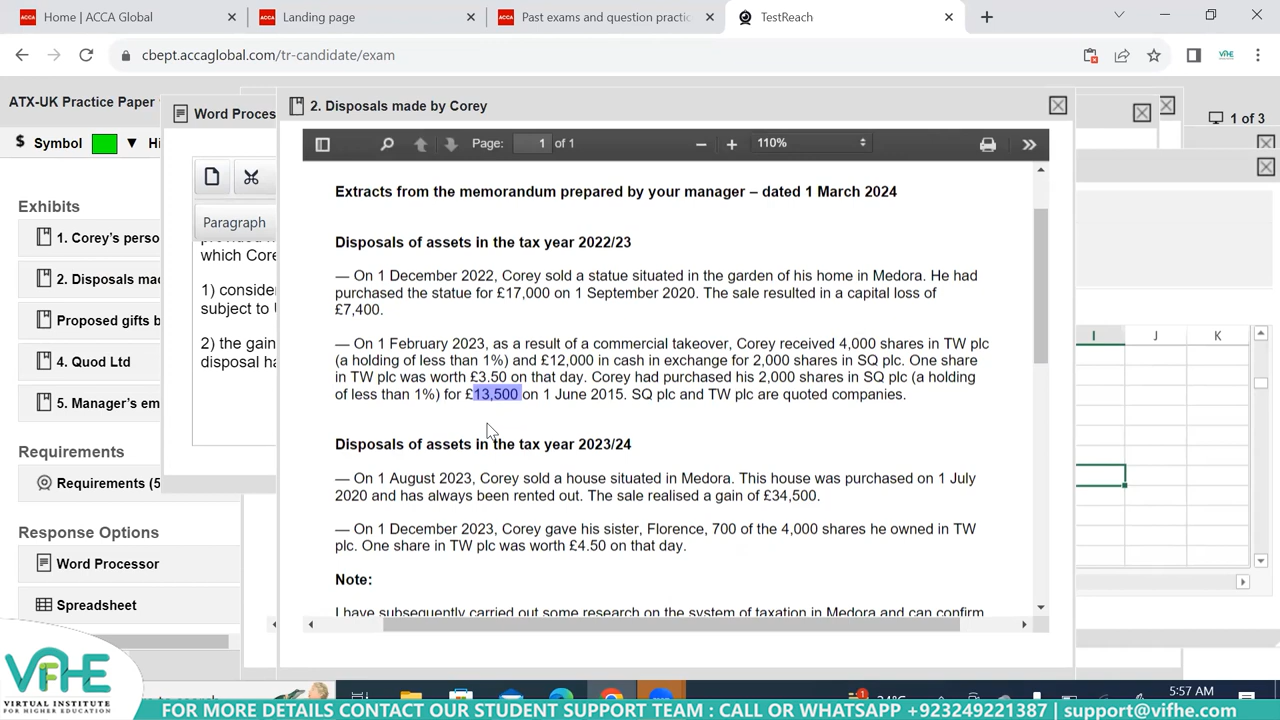 Home | ACCA Global
Landing page
Past exams and question practic
TestReach
cbept.accaglobal.com/tr-candidate/exam
ATX-UK Practice Paper
Word Proces
2. Disposals made by Corey
1 of 3
$ Symbol
Hi
Page: 1 of 1
110%
Paragraph
Exhibits
1. Corey's perso
2. Disposals mad
Proposed gifts b
4. Quod Ltd
5. Manager's em
Requirements
Requirements (5
Response Options
Word Processor
Spreadsheet
provided
which Core
1) consider
subject to U
2) the gain
disposal ha
Extracts from the memorandum prepared by your manager – dated 1 March 2024
Disposals of assets in the tax year 2022/23
— On 1 December 2022, Corey sold a statue situated in the garden of his home in Medora. He had
purchased the statue for £17,000 on 1 September 2020. The sale resulted in a capital loss of
£7,400.
— On 1 February 2023, as a result of a commercial takeover, Corey received 4,000 shares in TW plc
(a holding of less than 1%) and £12,000 in cash in exchange for 2,000 shares in SQ plc. One share
in TW plc was worth £3.50 on that day. Corey had purchased his 2,000 shares in SQ plc (a holding
of less than 1%) for £13,500 on 1 June 2015. SQ plc and TW plc are quoted companies.
Disposals of assets in the tax year 2023/24
— On 1 August 2023, Corey sold a house situated in Medora. This house was purchased on 1 July
2020 and has always been rented out. The sale realised a gain of £34,500.
— On 1 December 2023, Corey gave his sister, Florence, 700 of the 4,000 shares he owned in TW
plc. One share in TW plc was worth £4.50 on that day.
Note:
I have subsequently carried out some research on the system of taxation in Medora and can confirm
I J K
5:57 AM
VFHE
VIRTUAL INSTITUTE
FOR HIGHER EDUCATION
FOR MORE DETAILS CONTACT OUR STUDENT SUPPORT TEAM : CALL OR WHATSAPP +923249221387 | support@vifhe.com